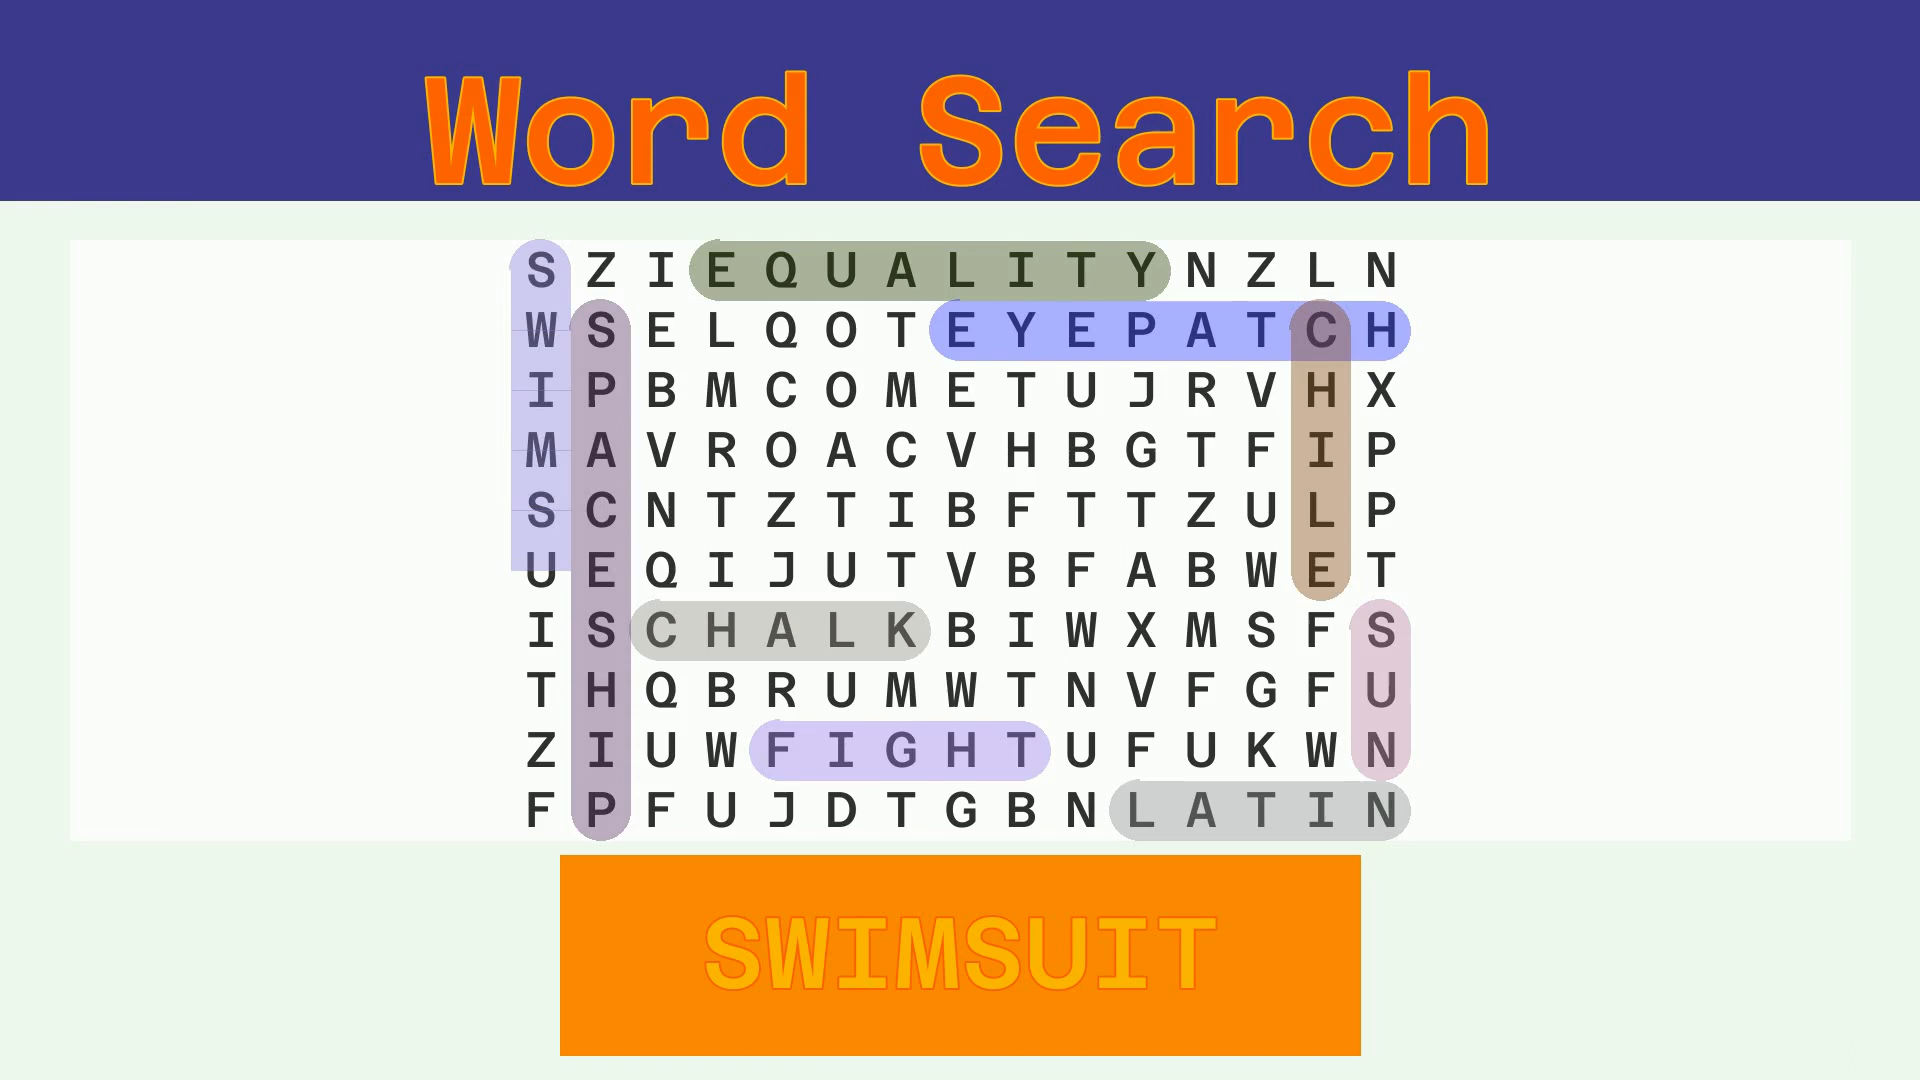 Word Search
S Z I E Q U A L I T Y N Z L N
W S E L Q O T E Y E P A T C H
I P B M C O M E T U J R V H X
M A V R O A C V H B G T F I P
S C N T Z T I B F T T Z U L P
U E Q I J U T V B F A B W E T
I S C H A L K B I W X M S F S
T H Q B R U M W T N V F G F U
Z I U W F I G H T U F U K W N
F P F U J D T G B N L A T I N
SWIMSUIT